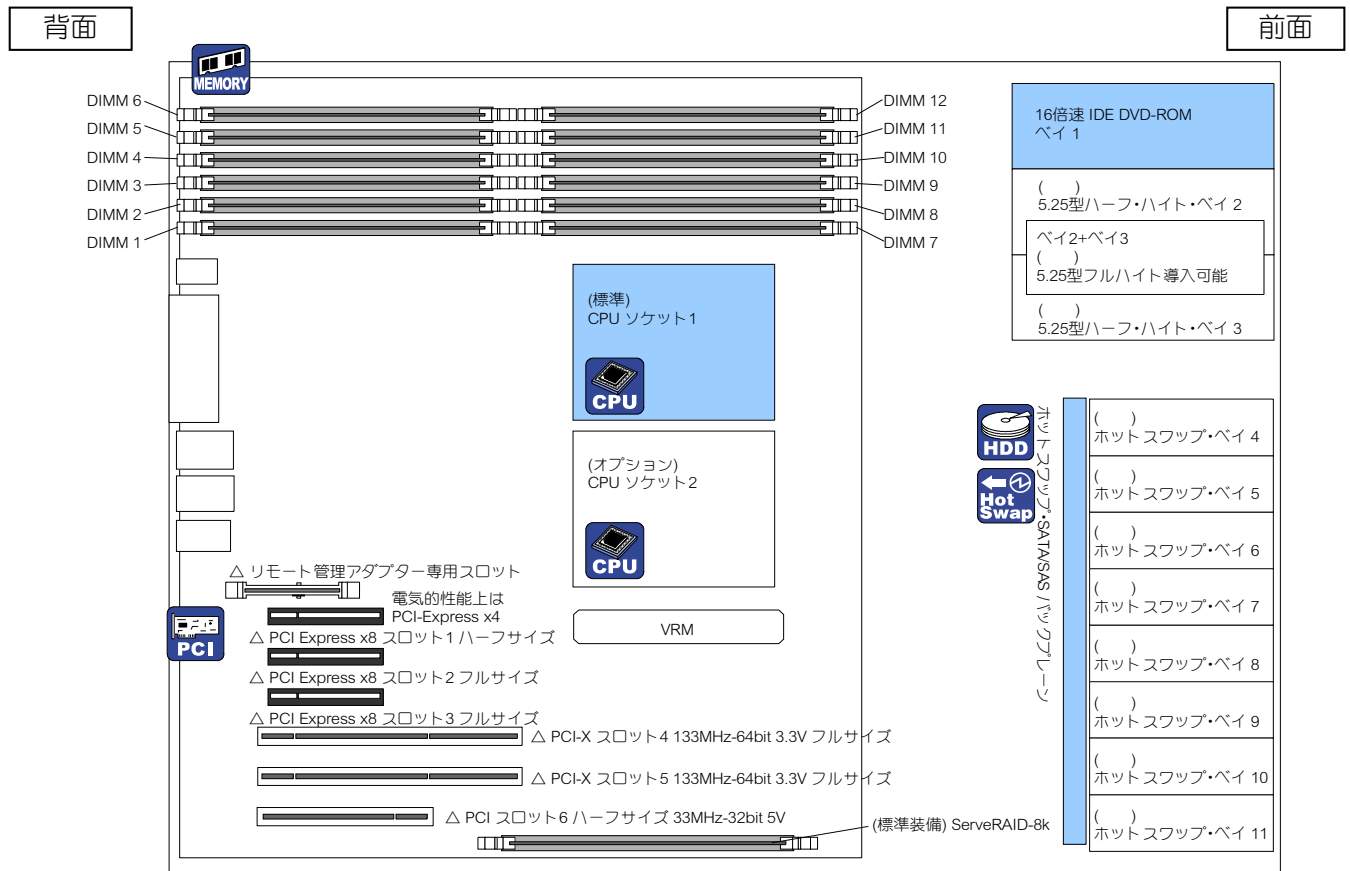 背面
前面
MEMORY
DIMM 6
DIMM 5
DIMM 4
DIMM 3
DIMM 2
DIMM 1
DIMM 12
DIMM 11
DIMM 10
DIMM 9
DIMM 8
DIMM 7
16倍速 IDE DVD-ROM
ベイ 1
(　　)
5.25型ハーフ・ハイト・ベイ 2
ベイ2+ベイ3
(　　)
5.25型フルハイト導入可能
(　　)
5.25型ハーフ・ハイト・ベイ 3
(標準)
CPU ソケット1
CPU
(オプション)
CPU ソケット2
CPU
VRM
HDD
Hot
Swap
ホットスワップ・SATA/SAS バックプレーン
(　　)
ホットスワップ・ベイ 4
(　　)
ホットスワップ・ベイ 5
(　　)
ホットスワップ・ベイ 6
(　　)
ホットスワップ・ベイ 7
(　　)
ホットスワップ・ベイ 8
(　　)
ホットスワップ・ベイ 9
(　　)
ホットスワップ・ベイ 10
(　　)
ホットスワップ・ベイ 11
△ リモート管理アダプター専用スロット
電気的性能上は
PCI-Express x4
PCI
△ PCI Express x8 スロット1 ハーフサイズ
△ PCI Express x8 スロット2 フルサイズ
△ PCI Express x8 スロット3 フルサイズ
△ PCI-X スロット4 133MHz-64bit 3.3V フルサイズ
△ PCI-X スロット5 133MHz-64bit 3.3V フルサイズ
△ PCI スロット6 ハーフサイズ 33MHz-32bit 5V
(標準装備) ServeRAID-8k